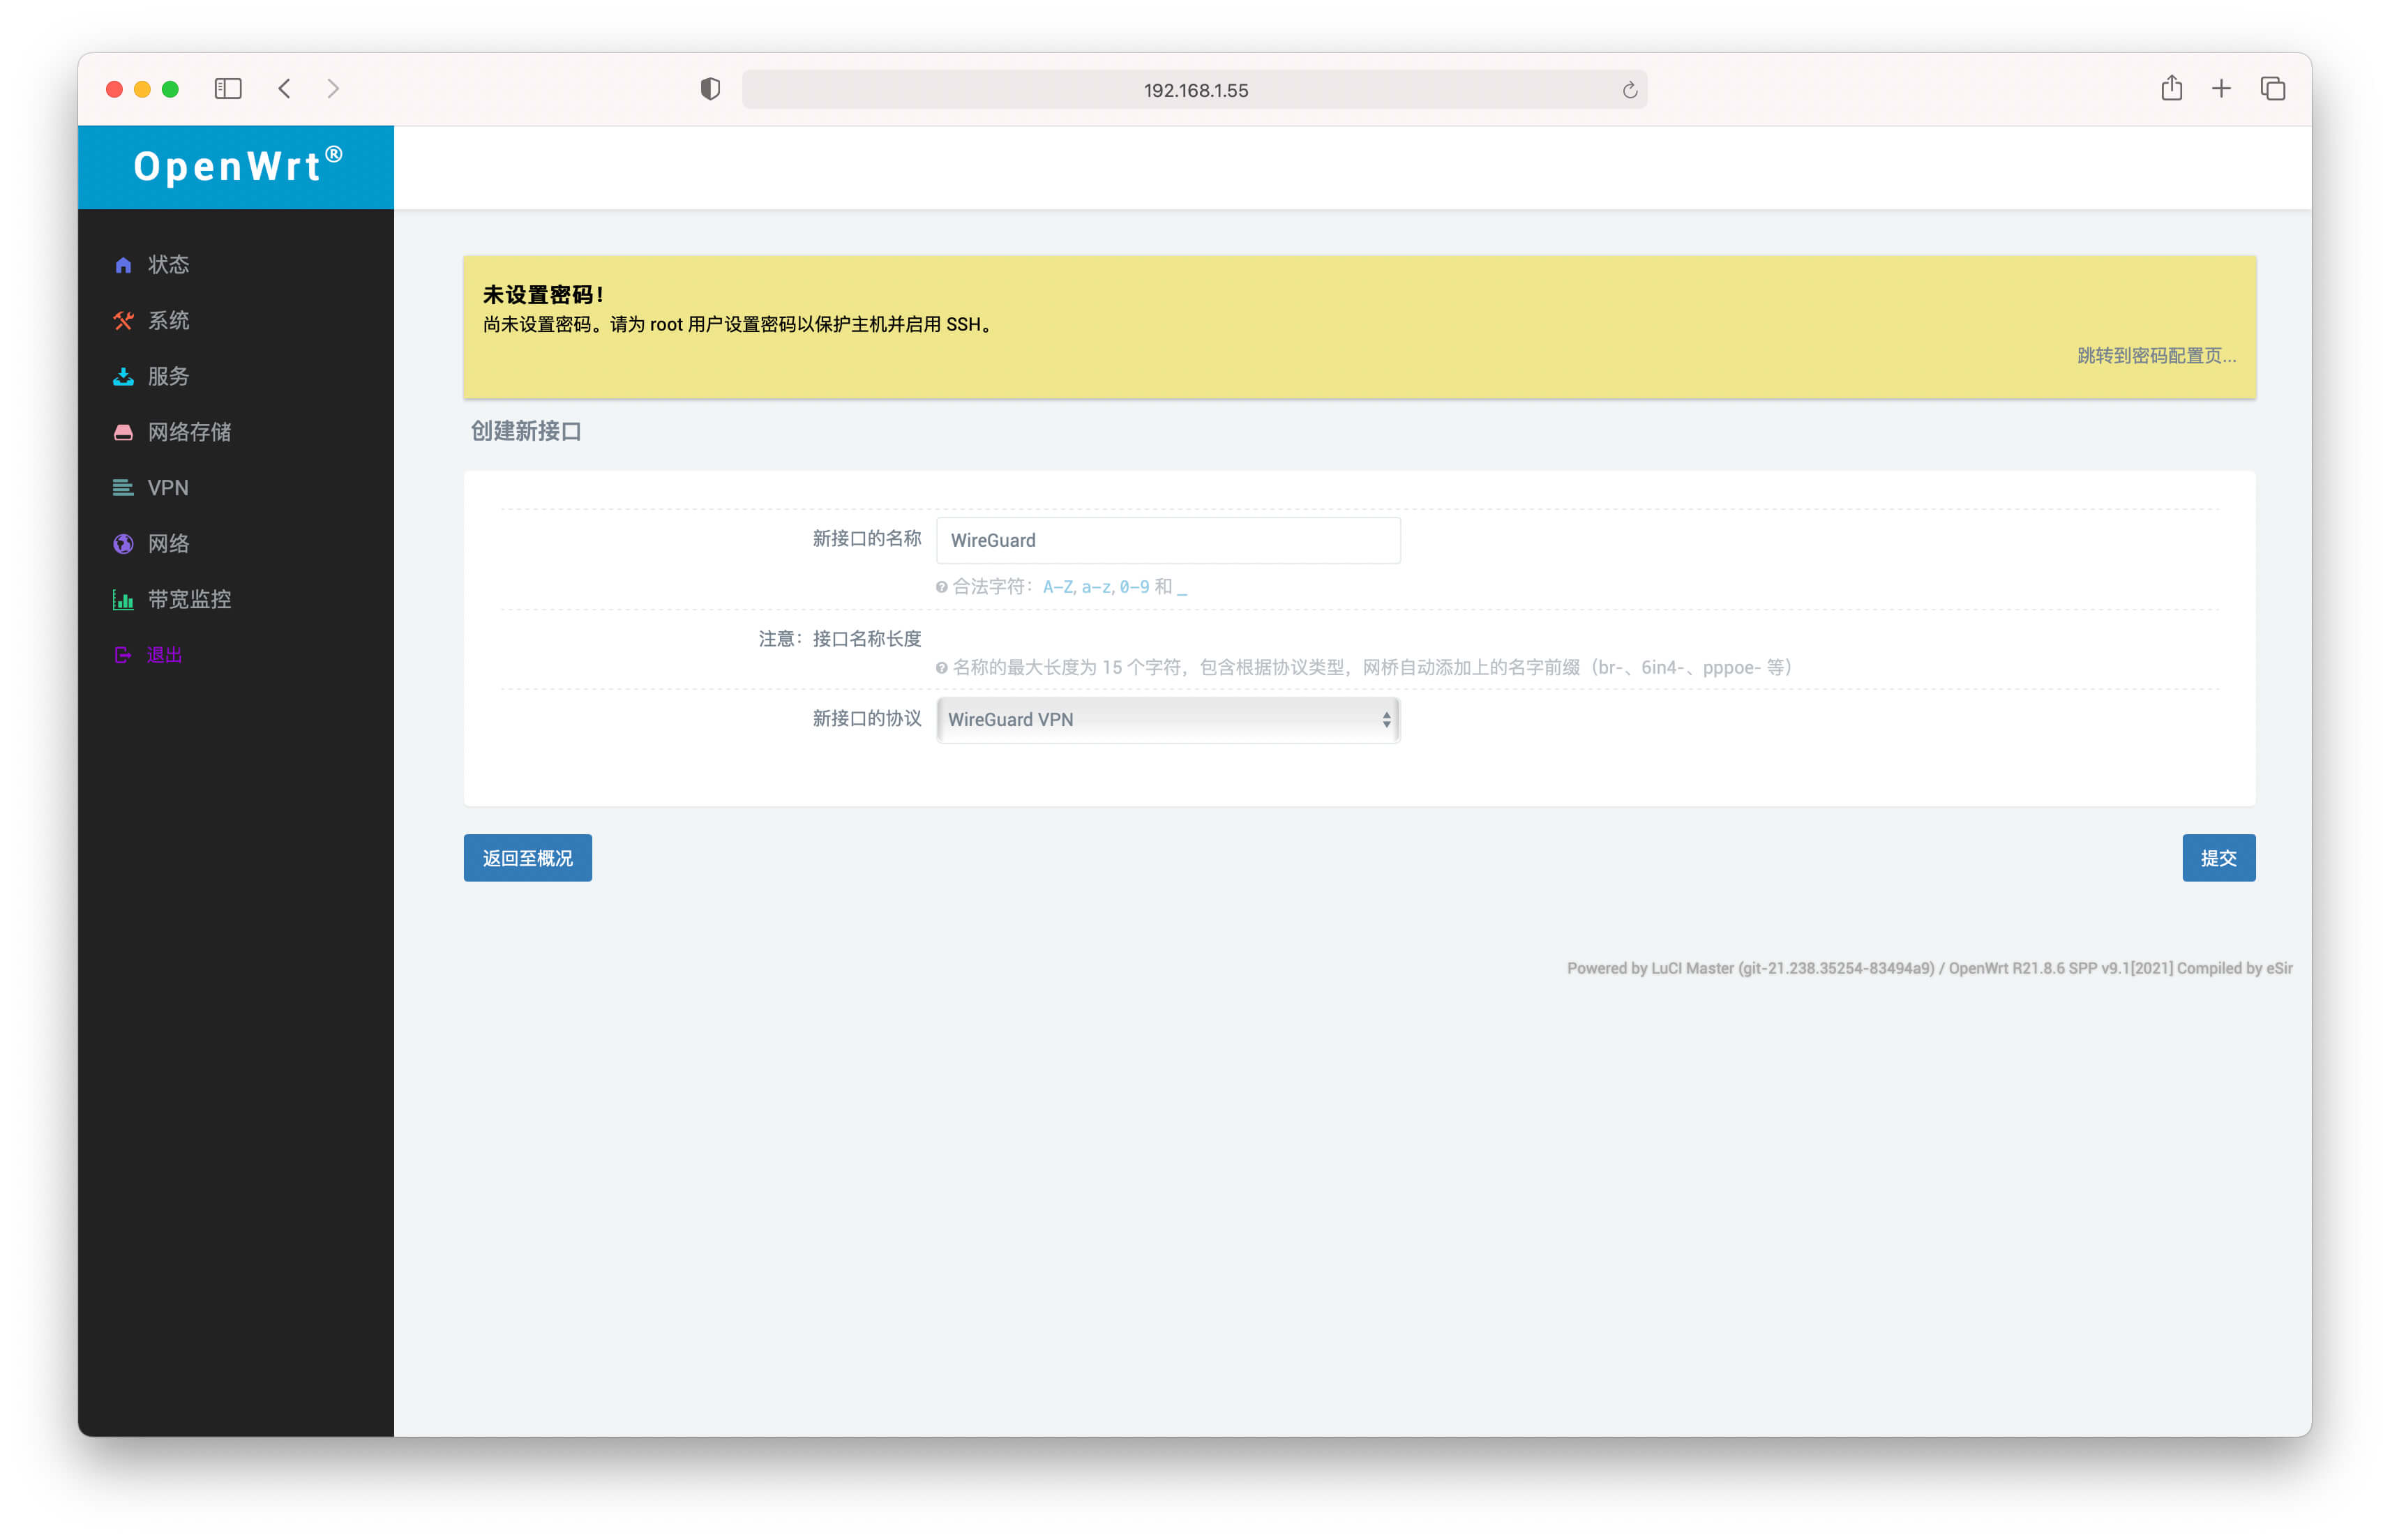 192.168.1.55
OpenWrt®
状态
系统
服务
网络存储
VPN
网络
带宽监控
退出
未设置密码!
尚未设置密码。请为 root 用户设置密码以保护主机并启用 SSH。
跳转到密码配置页...
创建新接口
新接口的名称 WireGuard
合法字符: A-Z, a-z, 0-9 和 _
注意: 接口名称长度
名称的最大长度为 15 个字符，包含根据协议类型，网桥自动添加上的名字前缀（br-、6in4-、pppoe- 等）
新接口的协议 WireGuard VPN
返回至概况
提交
Powered by LuCI Master (git-21.238.35254-83494a9) / OpenWrt R21.8.6 SPP v9.1[2021] Compiled by eSir